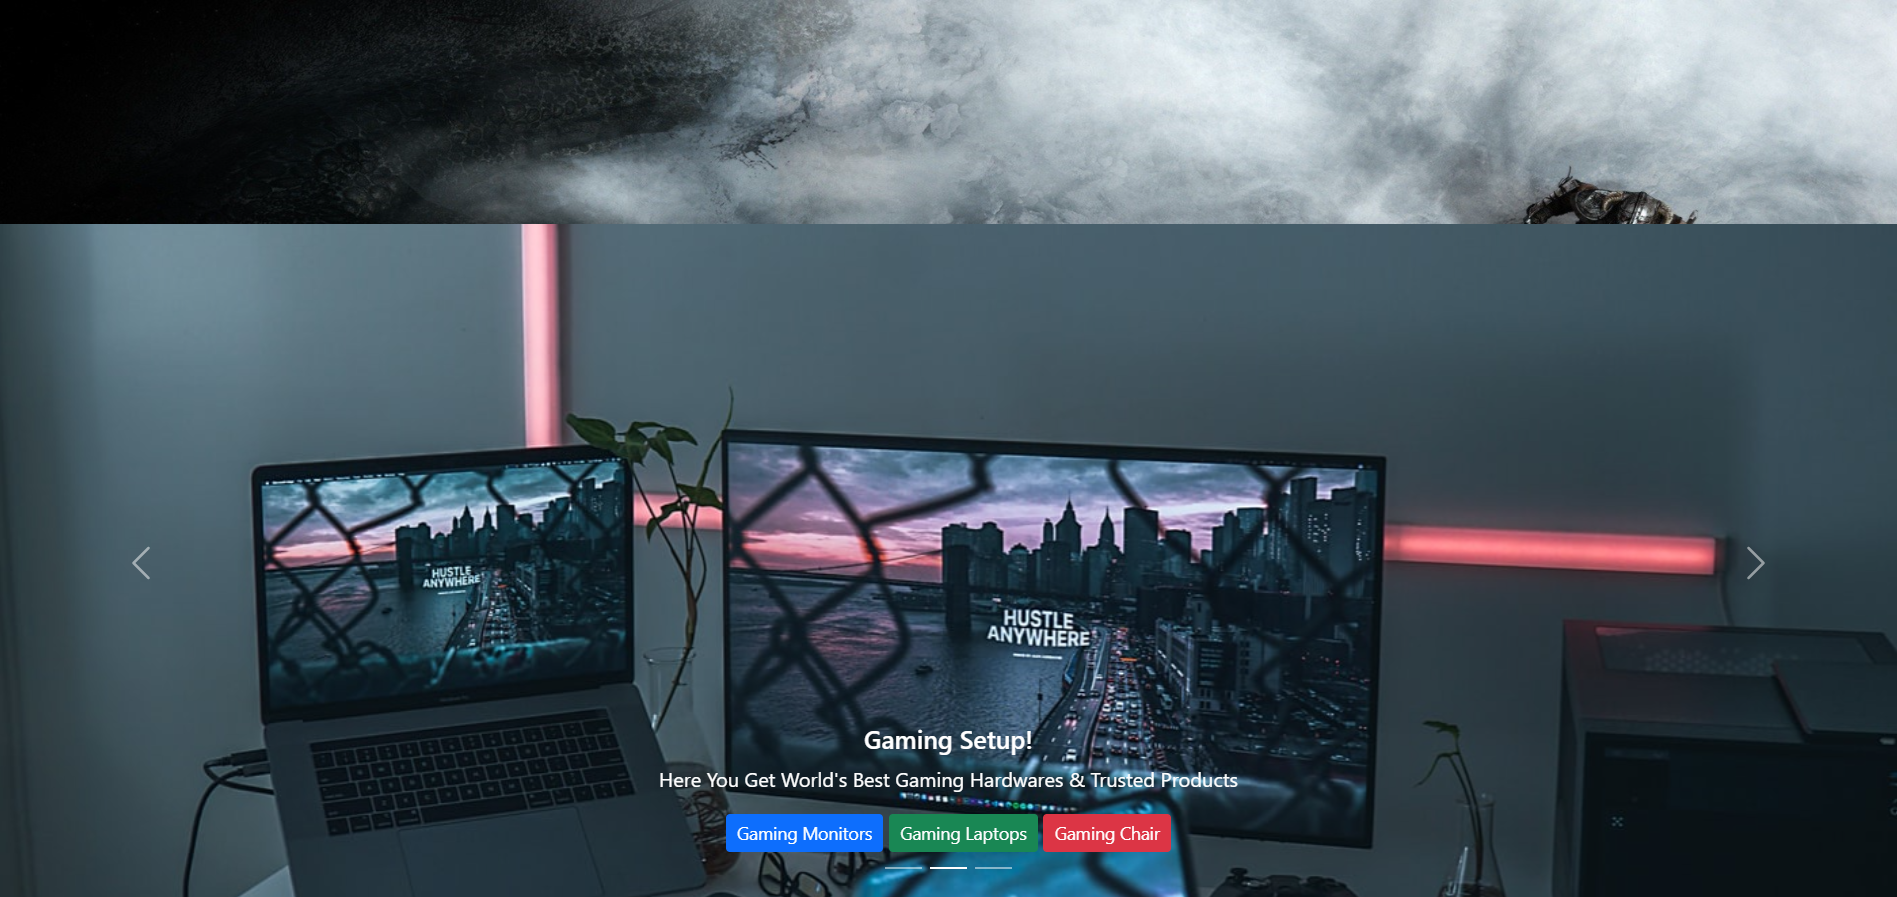 HUSTLE
ANYWHERE
HUSTLE
ANYWHERE
Gaming Setup!
Here You Get World's Best Gaming Hardwares & Trusted Products
Gaming Monitors
Gaming Laptops
Gaming Chair